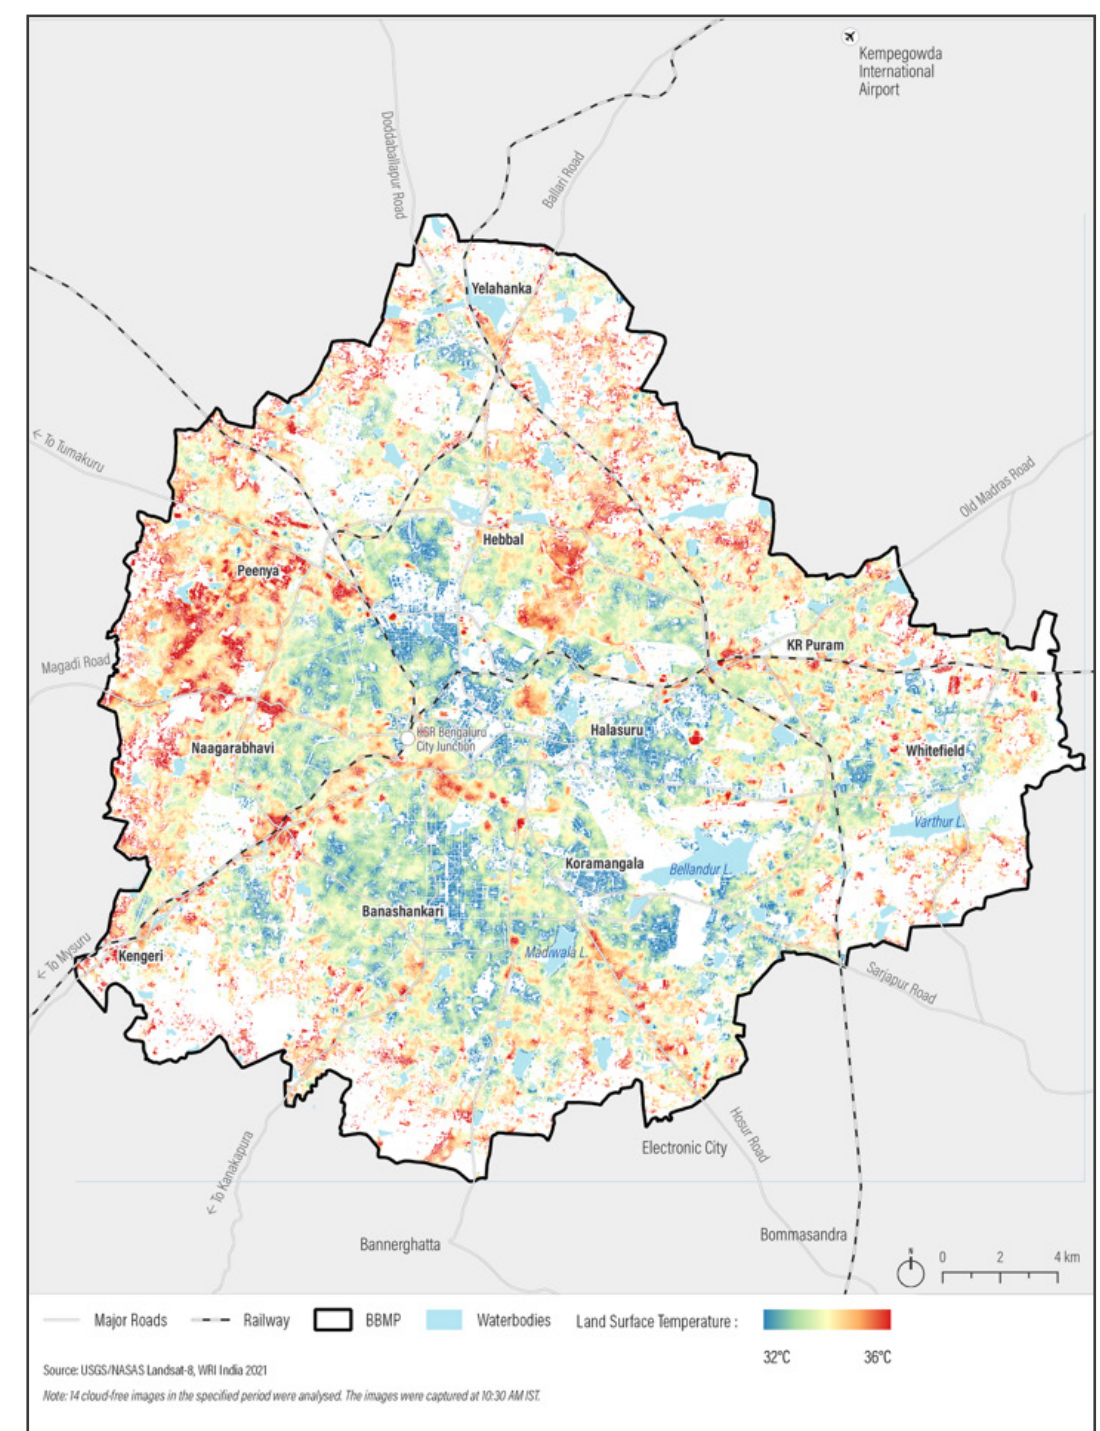 Kempegowda
International
Airport
Doddaballapur Road
Ballari Road
Yelahanka
← To Tumakuru
Old Madras Road
Hebbal
Peenya
KR Puram
Magadi Road
KSR Bengaluru
City Junction
Halasuru
Naagarabhavi
Whitefield
Varthur L.
Koramangala
Bellandur L.
Banashankari
Madiwala L.
← To Mysuru
Kengeri
Sarjapur Road
Hosur Road
Electronic City
← To Kanakapura
Bannerghatta
Bommasandra
N
0 2 4 km
Major Roads
Railway
BBMP
Waterbodies
Land Surface Temperature :
32°C
36°C
Source: USGS/NASAS Landsat-8, WRI India 2021
Note: 14 cloud-free images in the specified period were analysed. The images were captured at 10:30 AM IST.